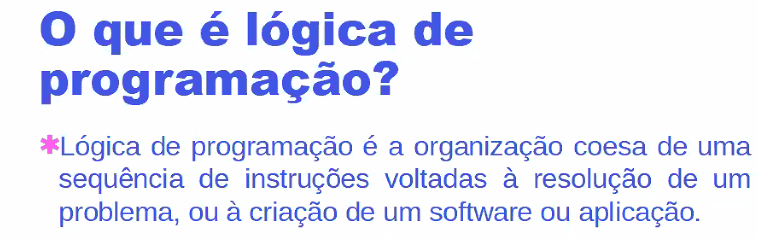 O que é lógica de
programação?
*Lógica de programação é a organização coesa de uma
sequência de instruções voltadas à resolução de um
problema, ou à criação de um software ou aplicação.